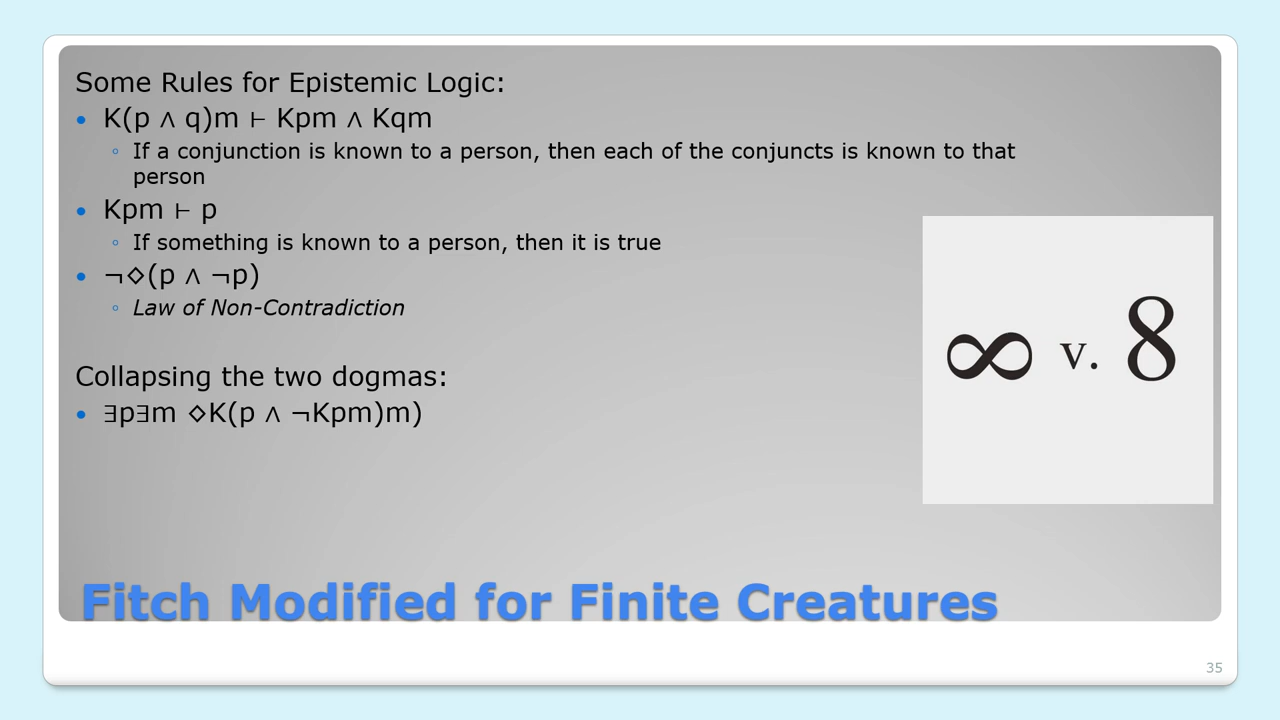 Some Rules for Epistemic Logic:
• K(p ∧ q)m ⊢ Kpm ∧ Kqm
◦ If a conjunction is known to a person, then each of the conjuncts is known to that
person
• Kpm ⊢ p
◦ If something is known to a person, then it is true
• ¬◇(p ∧ ¬p)
◦ Law of Non-Contradiction
Collapsing the two dogmas:
• ∃p∃m ◇K(p ∧ ¬Kpm)m)
∞ v. 8
Fitch Modified for Finite Creatures
35